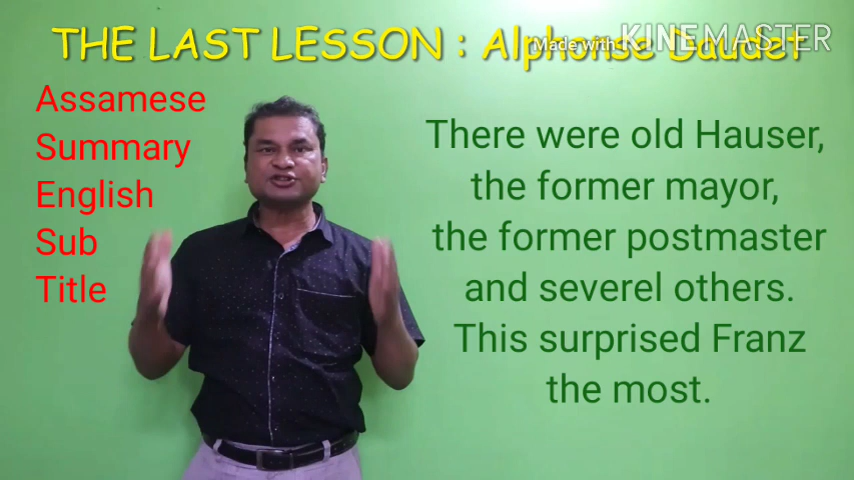 THE LAST LESSON : Alphonse Daudet
Made with KINEMASTER
Assamese
Summary
English
Sub
Title
There were old Hauser,
the former mayor,
the former postmaster
and severel others.
This surprised Franz
the most.